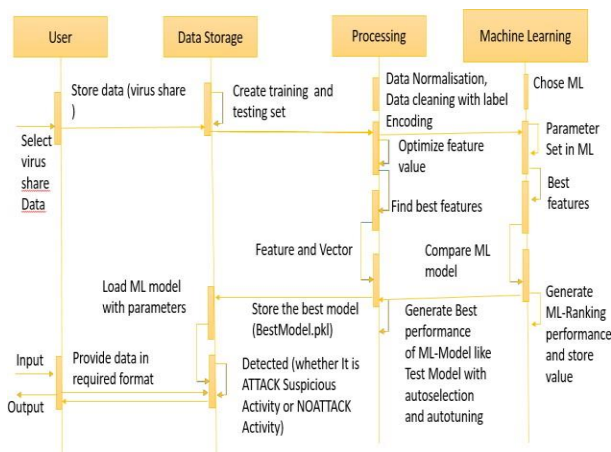 User
Data Storage
Processing
Machine Learning
Store data (virus share
)
Select
virus
share
Data
Create training and
testing set
Data Normalisation,
Data cleaning with label
Encoding
Chose ML
Optimize feature
value
Parameter
Set in ML
Find best features
Best
features
Feature and Vector
Compare ML
model
Load ML model
with parameters
Store the best model
(BestModel.pkl)
Generate Best
performance
of ML-Model like
Test Model with
autoselection
and autotuning
Generate
ML-Ranking
performance
and store
value
Input
Output
Provide data in
required format
Detected (whether It is
ATTACK Suspicious
Activity or NOATTACK
Activity)